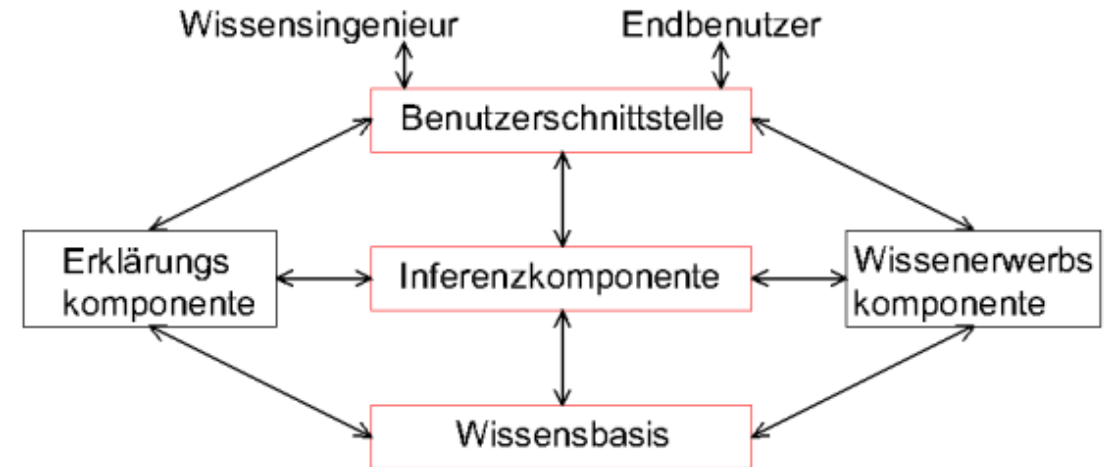 Wissensingenieur
Endbenutzer
Benutzerschnittstelle
Erklärungs
komponente
Inferenzkomponente
Wissenerwerbs
komponente
Wissensbasis